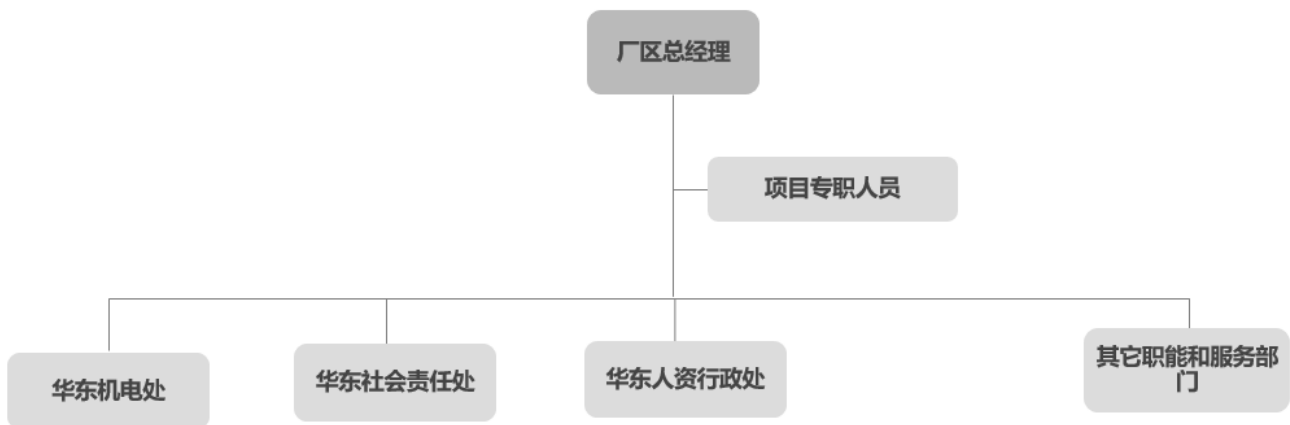 厂区总经理
项目专职人员
华东机电处
华东社会责任处
华东人资行政处
其它职能和服务部
门